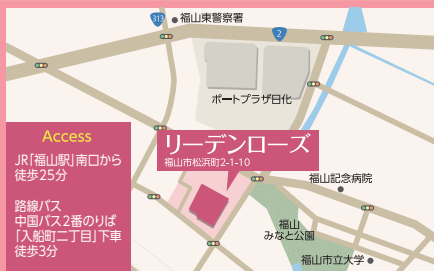 313
福山東警察署
2
ポートプラザ日化
リーデンローズ
福山市松浜町2-1-10
Access
JR「福山駅」南口から
徒歩25分
路線バス
中国バス2番のりば
「入船町二丁目」下車
徒歩3分
福山記念病院
福山
みなと公園
福山市立大学